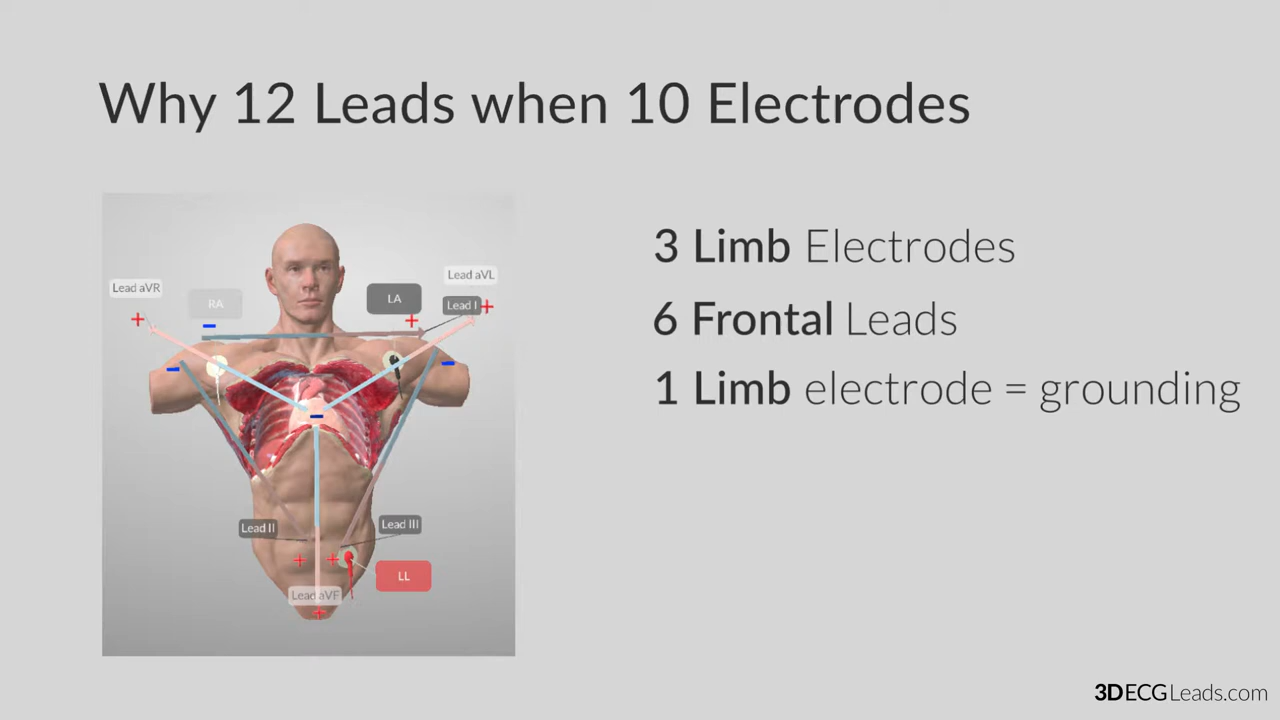 Why 12 Leads when 10 Electrodes
Lead aVR
RA
LA
Lead aVL
Lead I
Lead II
Lead III
LL
Lead aVF
3 Limb Electrodes
6 Frontal Leads
1 Limb electrode = grounding
3DECGLeads.com